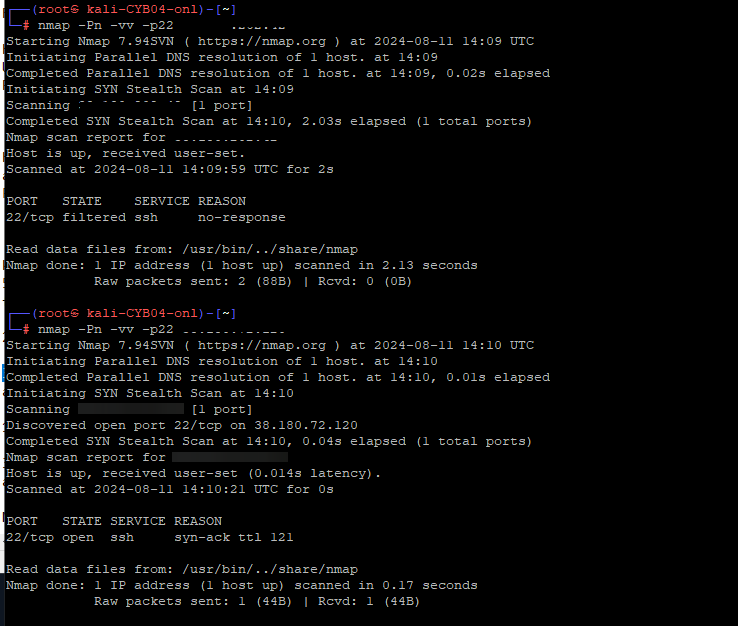 ┌──(root㉿ kali-CYB04-onl)-[~]
└─# nmap -Pn -vv -p22
Starting Nmap 7.94SVN ( https://nmap.org ) at 2024-08-11 14:09 UTC
Initiating Parallel DNS resolution of 1 host. at 14:09
Completed Parallel DNS resolution of 1 host. at 14:09, 0.02s elapsed
Initiating SYN Stealth Scan at 14:09
Scanning [1 port]
Completed SYN Stealth Scan at 14:10, 2.03s elapsed (1 total ports)
Nmap scan report for
Host is up, received user-set.
Scanned at 2024-08-11 14:09:59 UTC for 2s
PORT STATE SERVICE REASON
22/tcp filtered ssh no-response
Read data files from: /usr/bin/../share/nmap
Nmap done: 1 IP address (1 host up) scanned in 2.13 seconds
Raw packets sent: 2 (88B) | Rcvd: 0 (0B)
┌──(root㉿ kali-CYB04-onl)-[~]
└─# nmap -Pn -vv -p22
Starting Nmap 7.94SVN ( https://nmap.org ) at 2024-08-11 14:10 UTC
Initiating Parallel DNS resolution of 1 host. at 14:10
Completed Parallel DNS resolution of 1 host. at 14:10, 0.01s elapsed
Initiating SYN Stealth Scan at 14:10
Scanning [1 port]
Discovered open port 22/tcp on 38.180.72.120
Completed SYN Stealth Scan at 14:10, 0.04s elapsed (1 total ports)
Nmap scan report for
Host is up, received user-set (0.014s latency).
Scanned at 2024-08-11 14:10:21 UTC for 0s
PORT STATE SERVICE REASON
22/tcp open ssh syn-ack ttl 121
Read data files from: /usr/bin/../share/nmap
Nmap done: 1 IP address (1 host up) scanned in 0.17 seconds
Raw packets sent: 1 (44B) | Rcvd: 1 (44B)